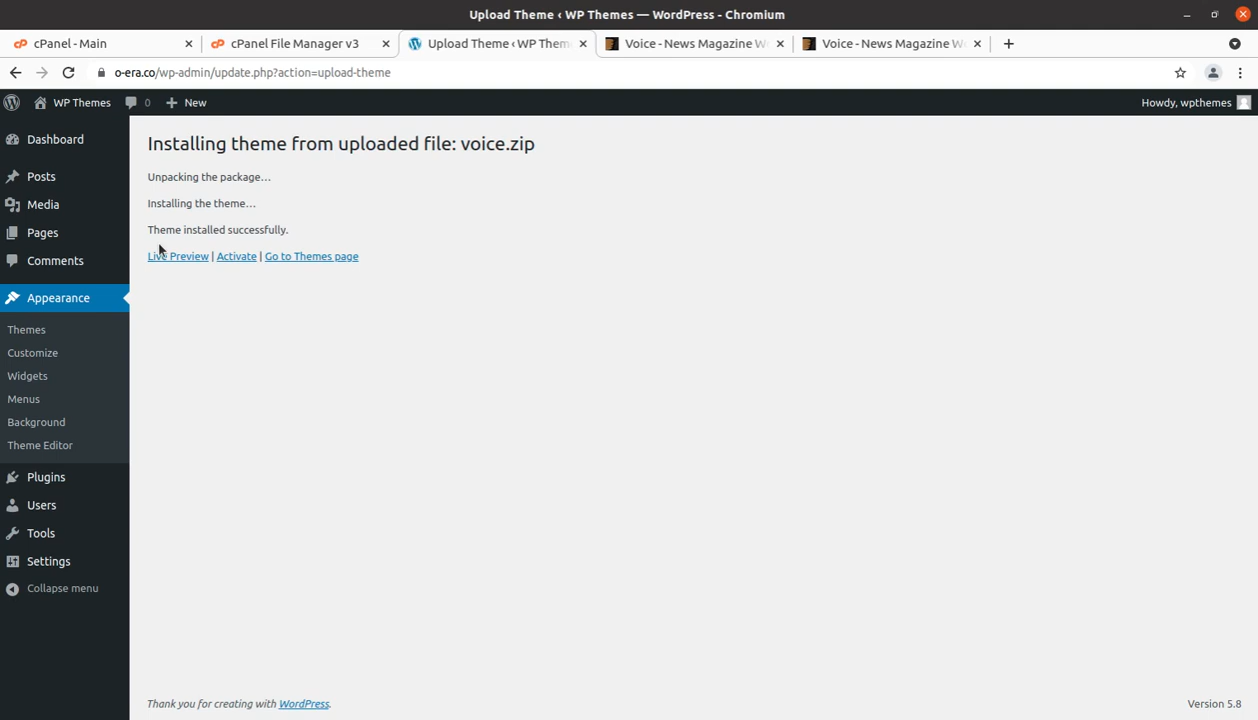 Upload Theme ‹ WP Themes — WordPress - Chromium
cPanel - Main
cPanel File Manager v3
Upload Theme ‹ WP Them
Voice - News Magazine W
Voice - News Magazine W
o-era.co/wp-admin/update.php?action=upload-theme
WP Themes
0
New
Howdy, wpthemes
Dashboard
Posts
Media
Pages
Comments
Appearance
Themes
Customize
Widgets
Menus
Background
Theme Editor
Plugins
Users
Tools
Settings
Collapse menu
Installing theme from uploaded file: voice.zip
Unpacking the package…
Installing the theme…
Theme installed successfully.
Live Preview | Activate | Go to Themes page
Thank you for creating with WordPress.
Version 5.8